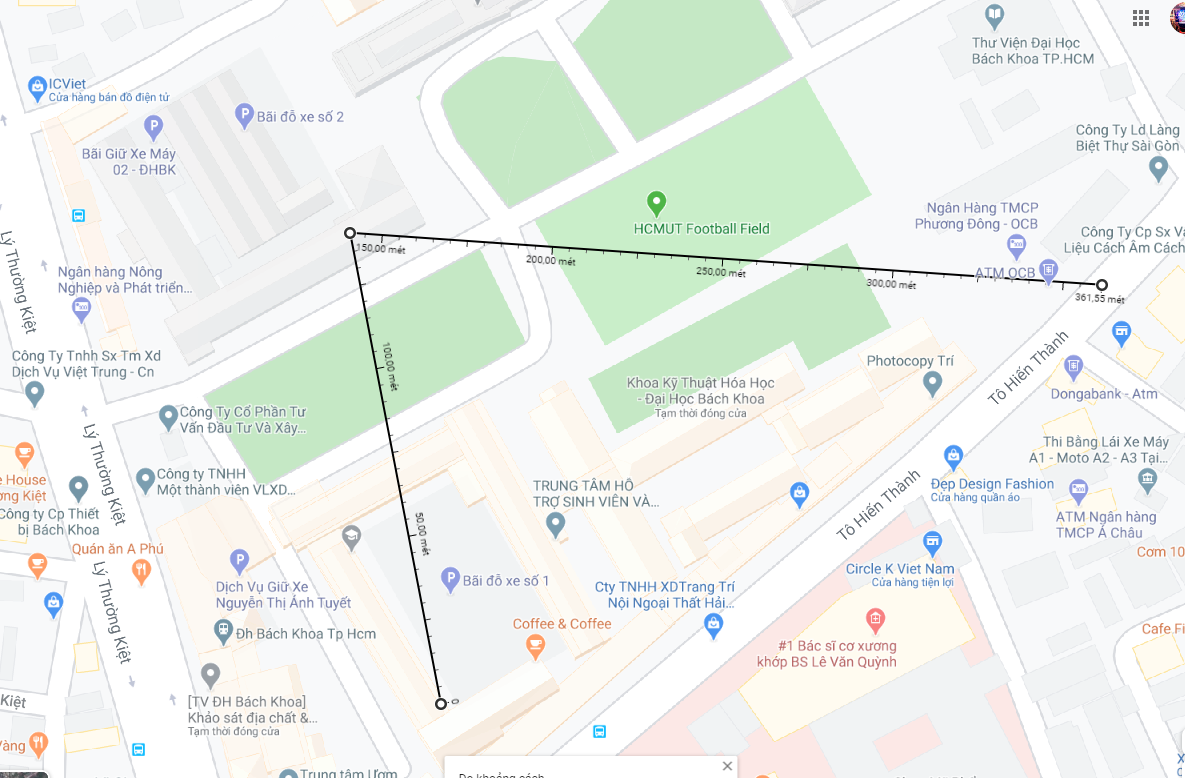 Thư Viện Đại Học
Bách Khoa TP.HCM
ICViet
Cửa hàng bán đồ điện tử
P
Bãi đỗ xe số 2
P
Bãi Giữ Xe Máy
02 - ĐHBK
Công Ty Ld Làng
Biệt Thự Sài Gòn
Ngân Hàng TMCP
Phương Đông - OCB
HCMUT Football Field
Công Ty Cp Sx Và
Liệu Cách Âm Cách
Lý Thường Kiệt
150,00 mét
200,00 mét
250,00 mét
300,00 mét
361,55 mét
ATM OCB
Ngân hàng Nông
Nghiệp và Phát triển...
Công Ty Tnhh Sx Tm Xd
Dịch Vụ Việt Trung - Cn
100,00 mét
Photocopy Trí
Tô Hiến Thành
Dongabank - Atm
Khoa Kỹ Thuật Hóa Học
- Đại Học Bách Khoa
Tạm thời đóng cửa
Công Ty Cổ Phần Tư
Vấn Đầu Tư Và Xây...
Lý Thường Kiệt
Thi Bằng Lái Xe Máy
A1 - Moto A2 - A3 Tại...
e House
ờng Kiệt
Công ty TNHH
Một thành viên VLXD...
TRUNG TÂM HỖ
TRỢ SINH VIÊN VÀ...
Đẹp Design Fashion
Cửa hàng quần áo
Tô Hiến Thành
Công ty Cp Thiết
bị Bách Khoa
50,00 mét
ATM Ngân hàng
TMCP Á Châu
Quán ăn A Phú
Cơm 10
Circle K Viet Nam
Cửa hàng tiện lợi
P
Bãi đỗ xe số 1
Dịch Vụ Giữ Xe
Nguyễn Thị Ánh Tuyết
Cty TNHH XDTrang Trí
Nội Ngoại Thất Hải...
Lý Thường Kiệt
Coffee & Coffee
Đh Bách Khoa Tp Hcm
Cafe Fi
#1 Bác sĩ cơ xương
khớp BS Lê Văn Quỳnh
[TV ĐH Bách Khoa]
Khảo sát địa chất &...
Tạm thời đóng cửa
0
Kiệt
Vàng
Trung tâm Ươm
Đo khoảng cách